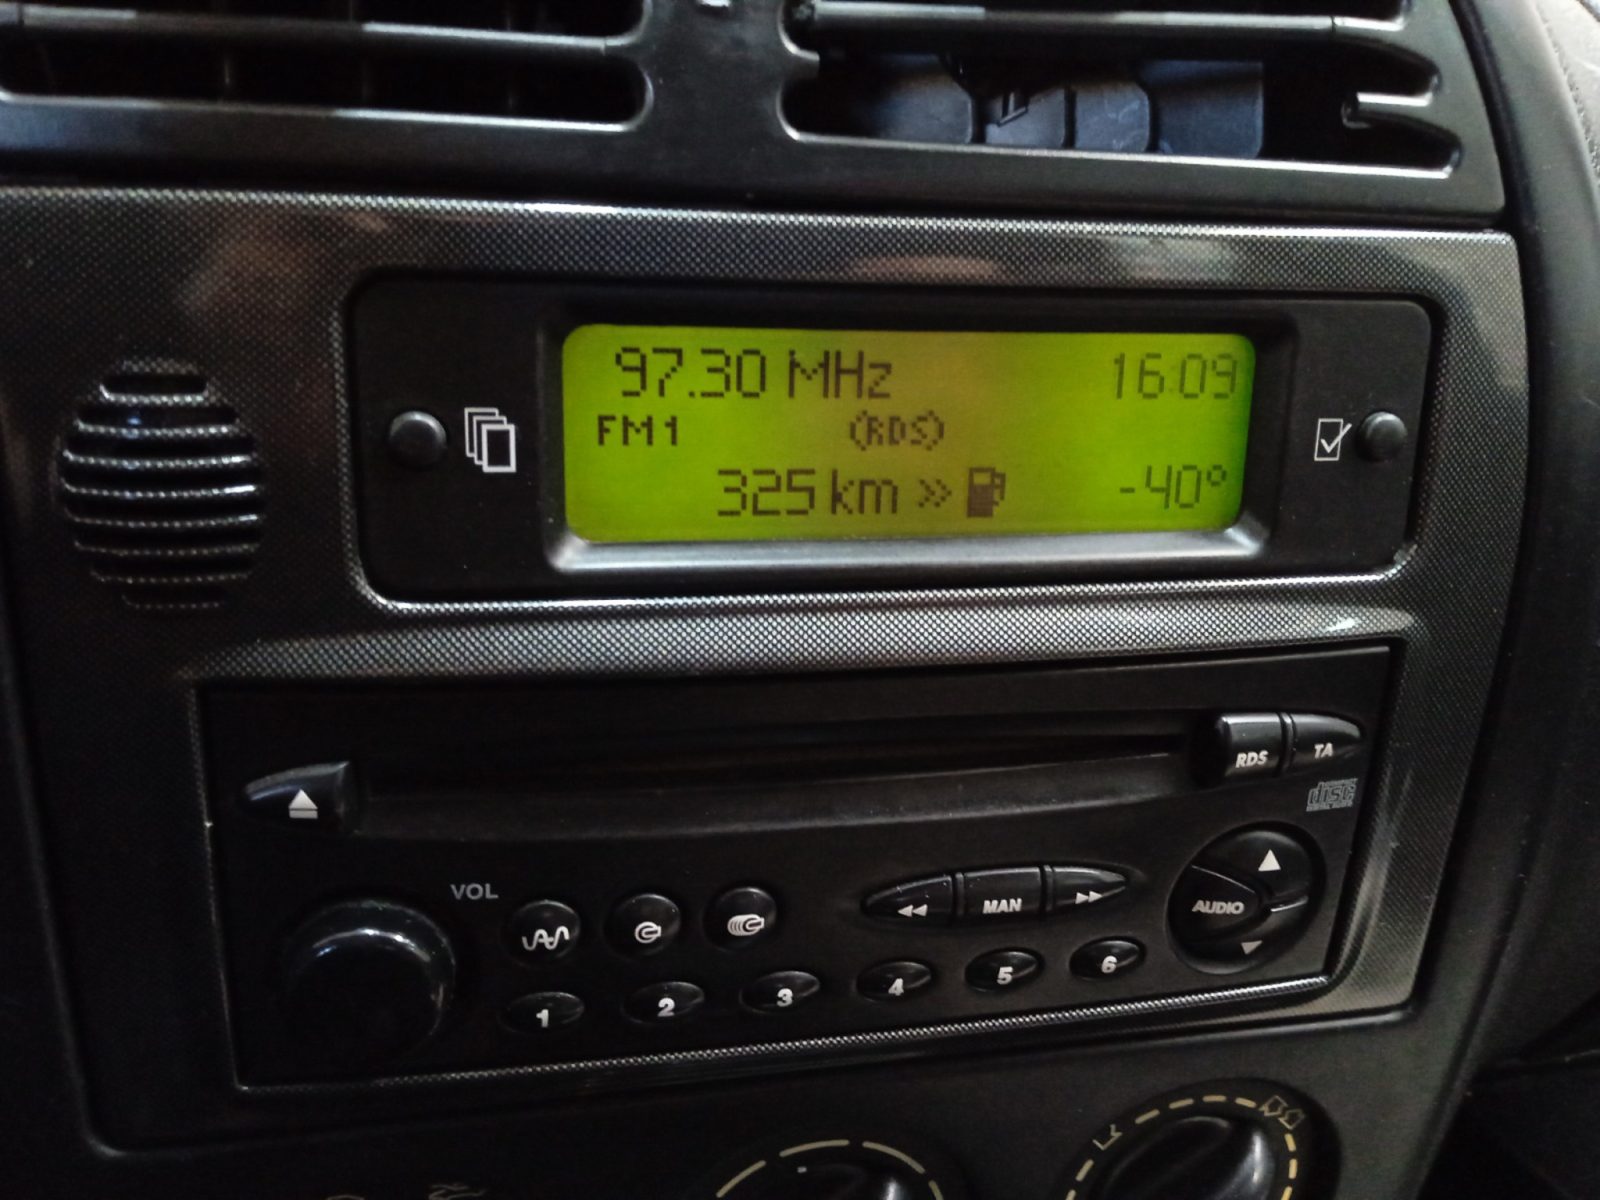 97.30 MHz 16:09
FM1 (RDS)
325 km » -40°
RDS TA
disc
VOL
MAN
AUDIO
1 2 3 4 5 6